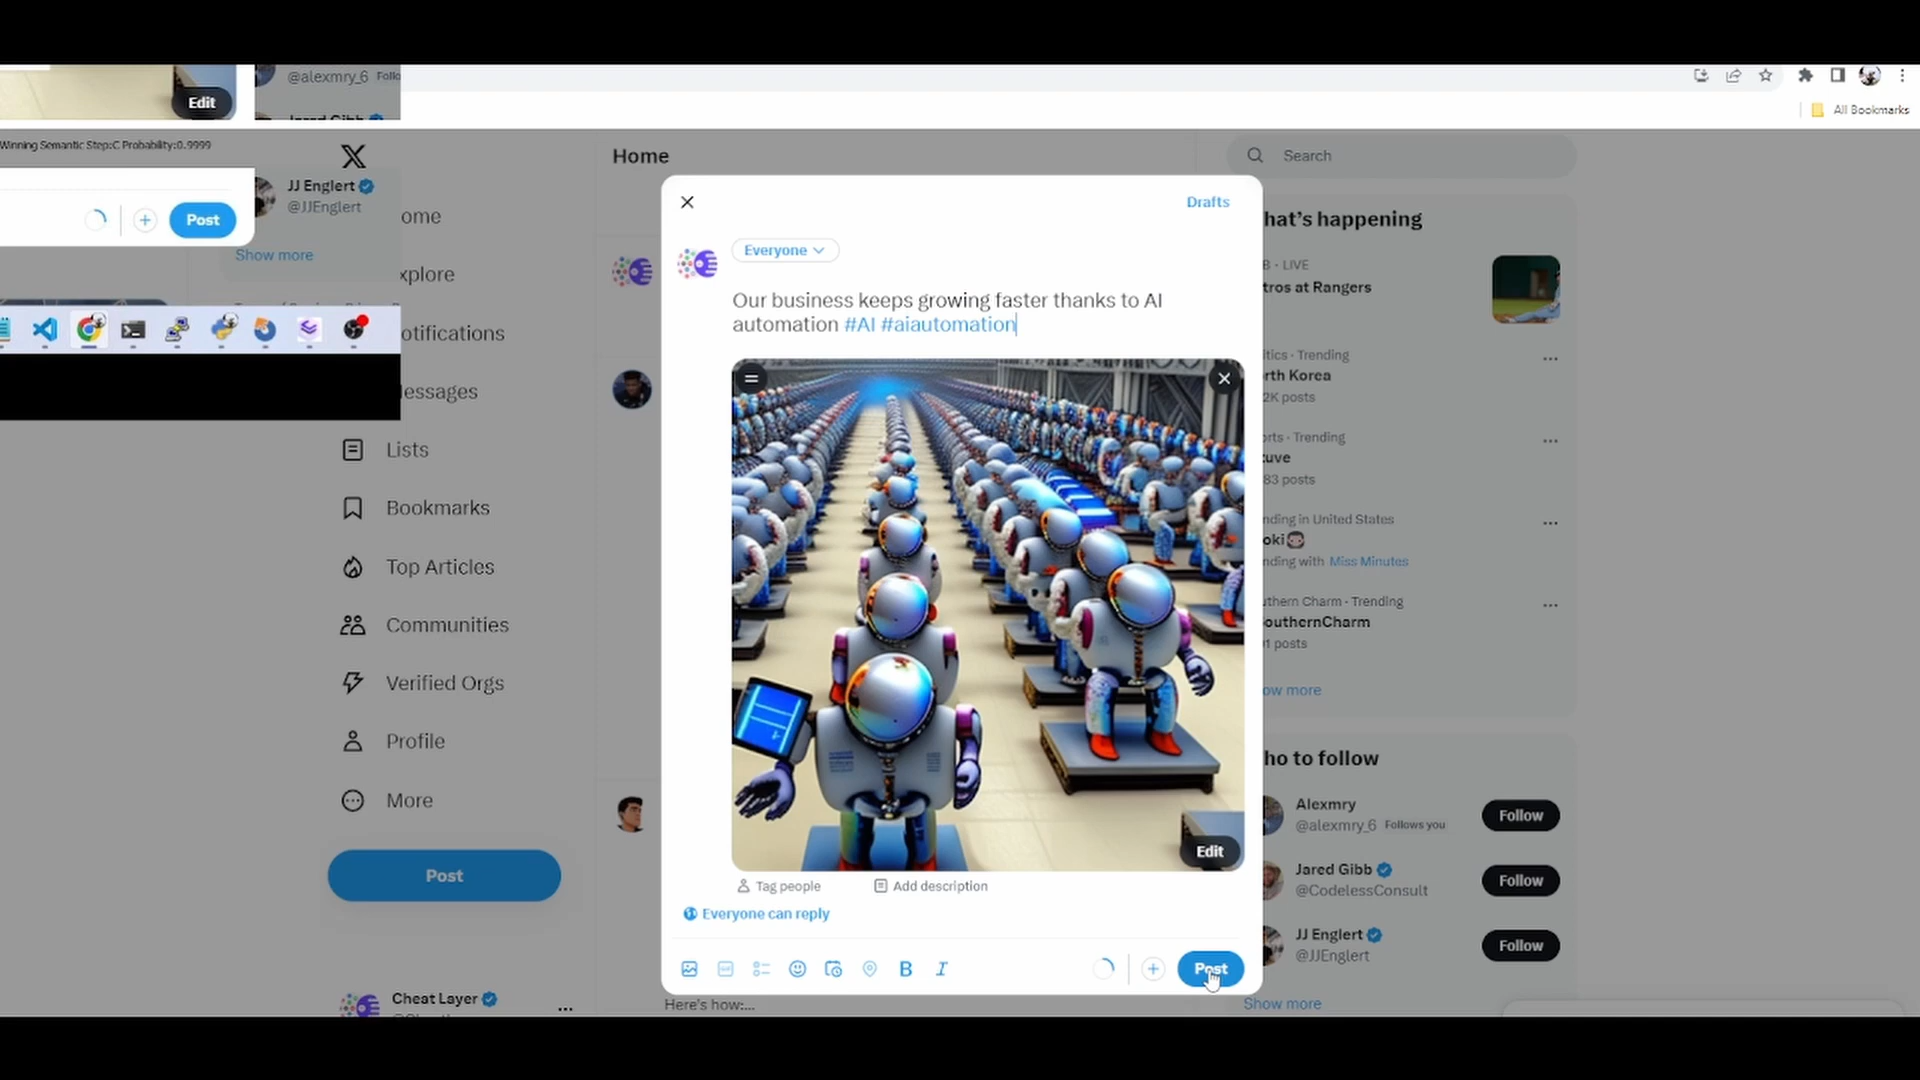 @alexmry_6
Edit
Winning Semantic Step:C Probability:0.9999
JJ Englert
@JJEnglert
Post
Show more
All Bookmarks
Home
Search
ome
xplore
otifications
essages
Lists
Bookmarks
Top Articles
Communities
Verified Orgs
Profile
More
Post
Cheat Layer
Drafts
Everyone
Our business keeps growing faster thanks to AI
automation #AI #aiautomation
Edit
Tag people
Add description
Everyone can reply
B I
Post
Here's how:...
hat's happening
B · LIVE
tros at Rangers
itics · Trending
rth Korea
2K posts
orts · Trending
tuve
83 posts
nding in United States
oki
nding with Miss Minutes
uthern Charm · Trending
outhernCharm
1 posts
ow more
ho to follow
Alexmry
@alexmry_6 Follows you
Follow
Jared Gibb
@CodelessConsult
Follow
JJ Englert
@JJEnglert
Follow
Show more